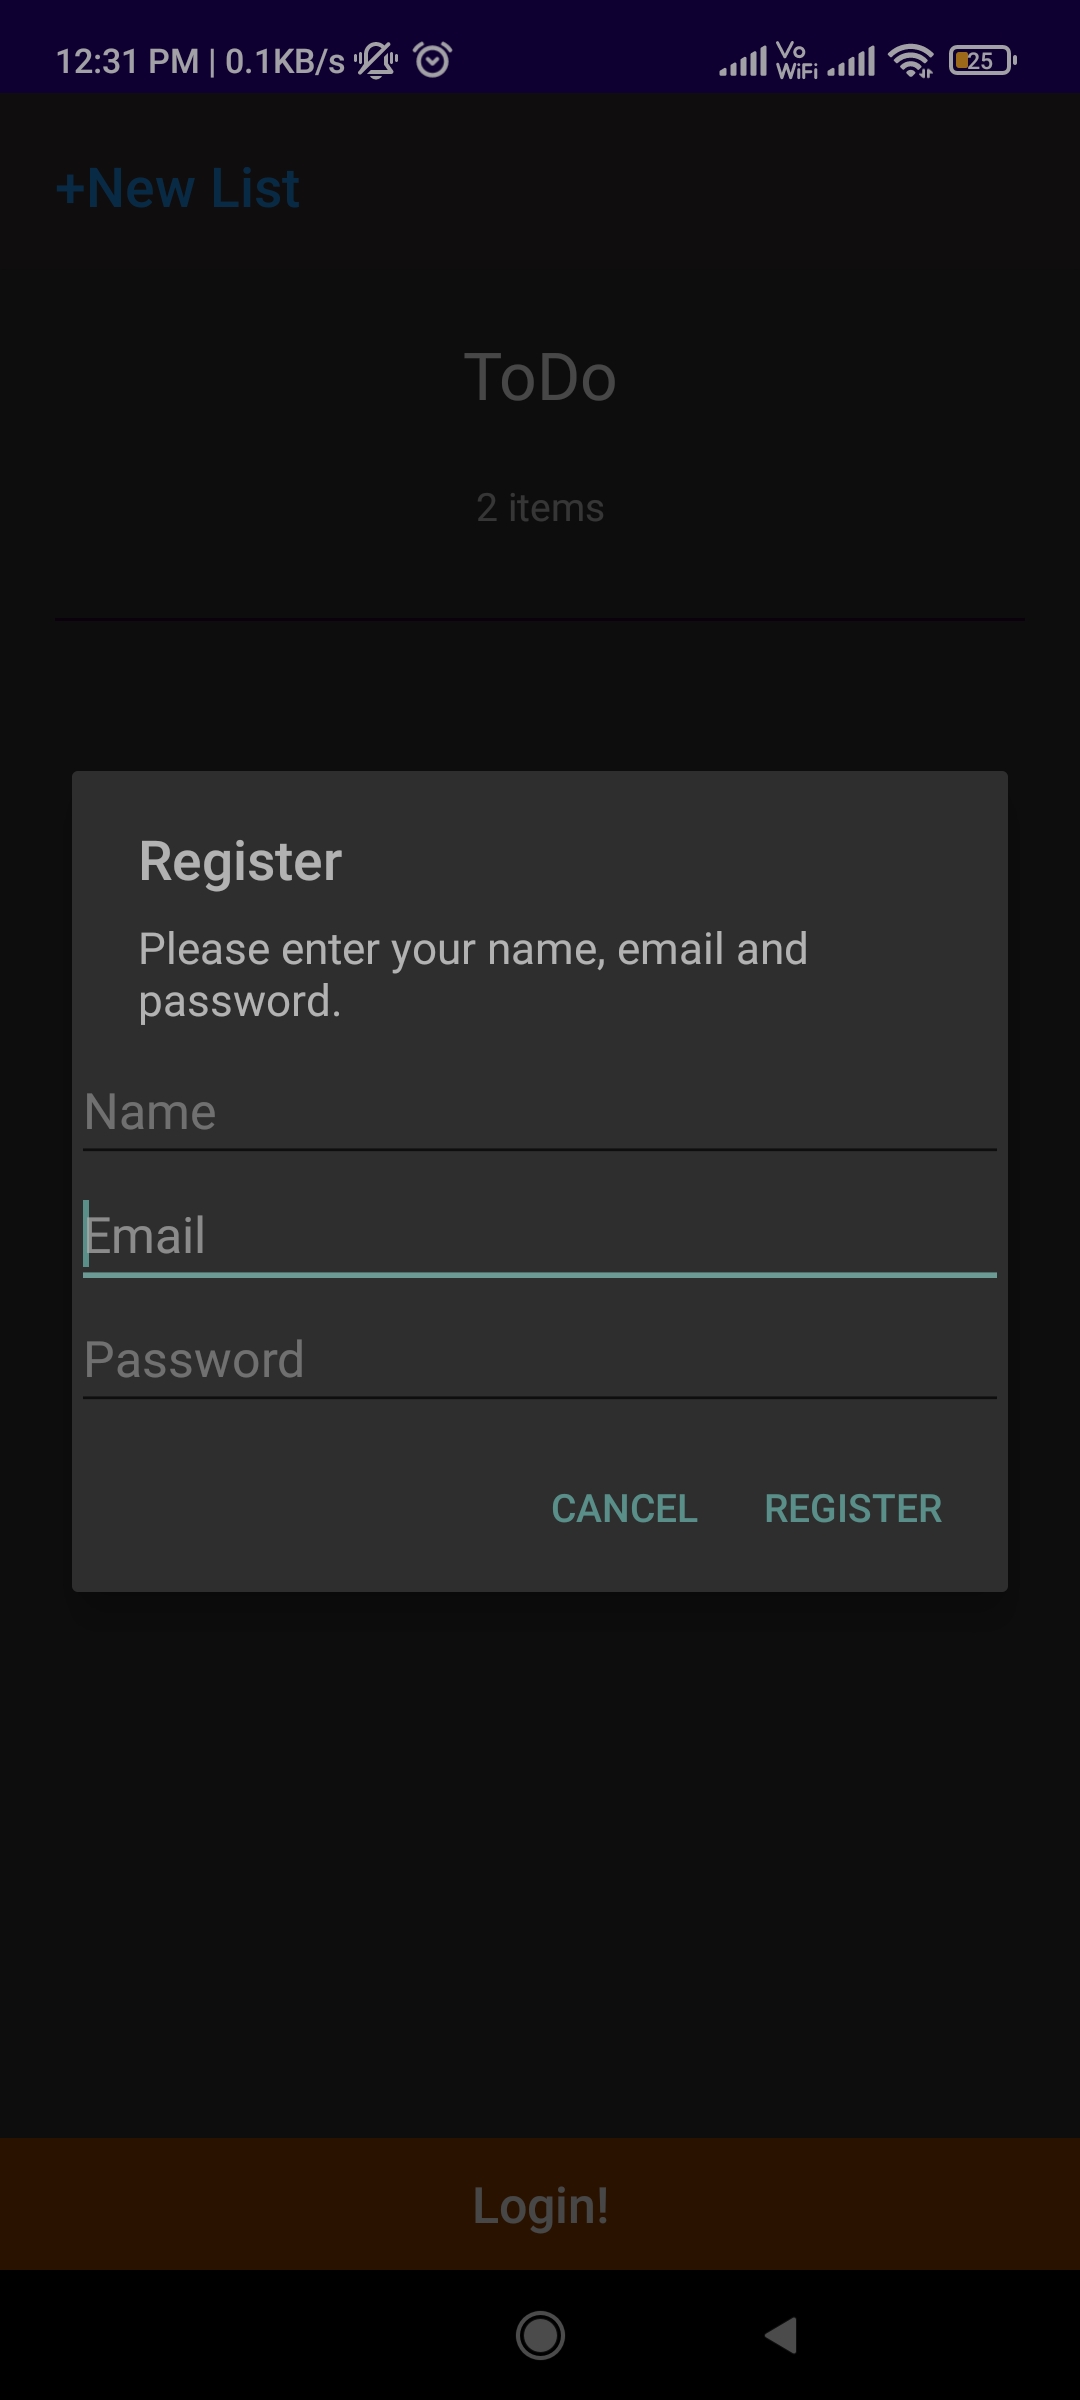 12:31 PM | 0.1KB/s Vo WiFi 25
+New List
ToDo
2 items
Register
Please enter your name, email and
password.
Name
Email
Password
CANCEL REGISTER
Login!